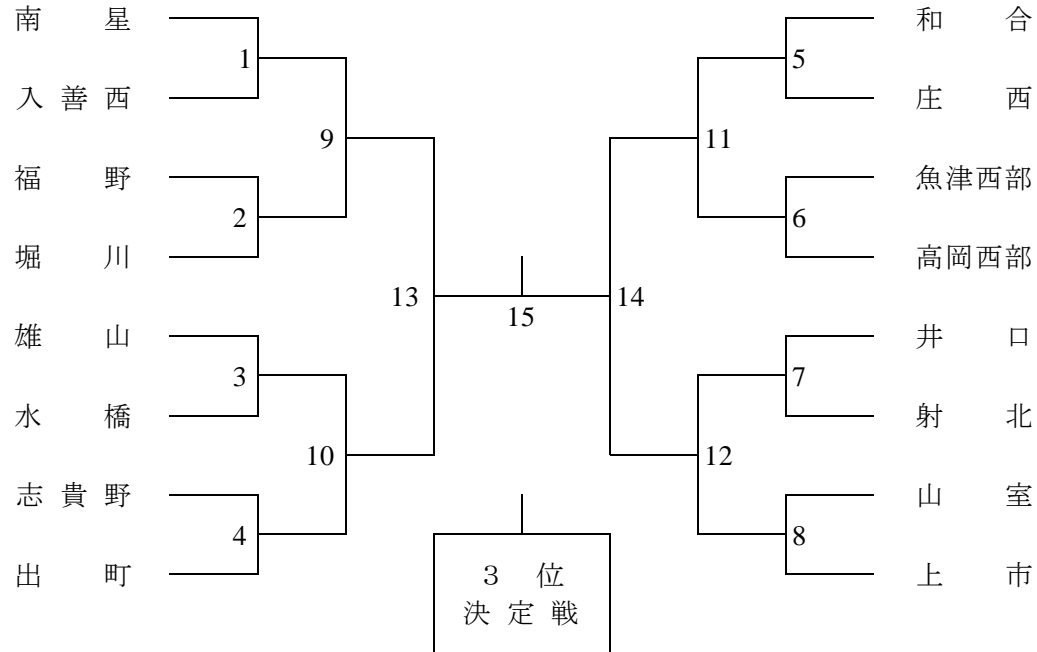 南星
和合
1
5
入善西
庄西
9
11
福野
魚津西部
2
6
堀川
高岡西部
13
14
15
雄山
井口
3
7
水橋
射北
10
12
志貴野
山室
4
8
出町
上市
３位
決定戦